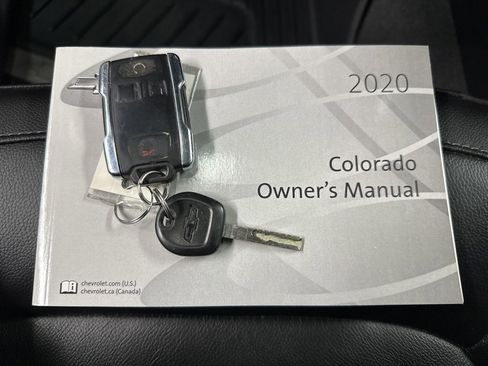 2020
Colorado
Owner's Manual
chevrolet.com (U.S.)
chevrolet.ca (Canada)